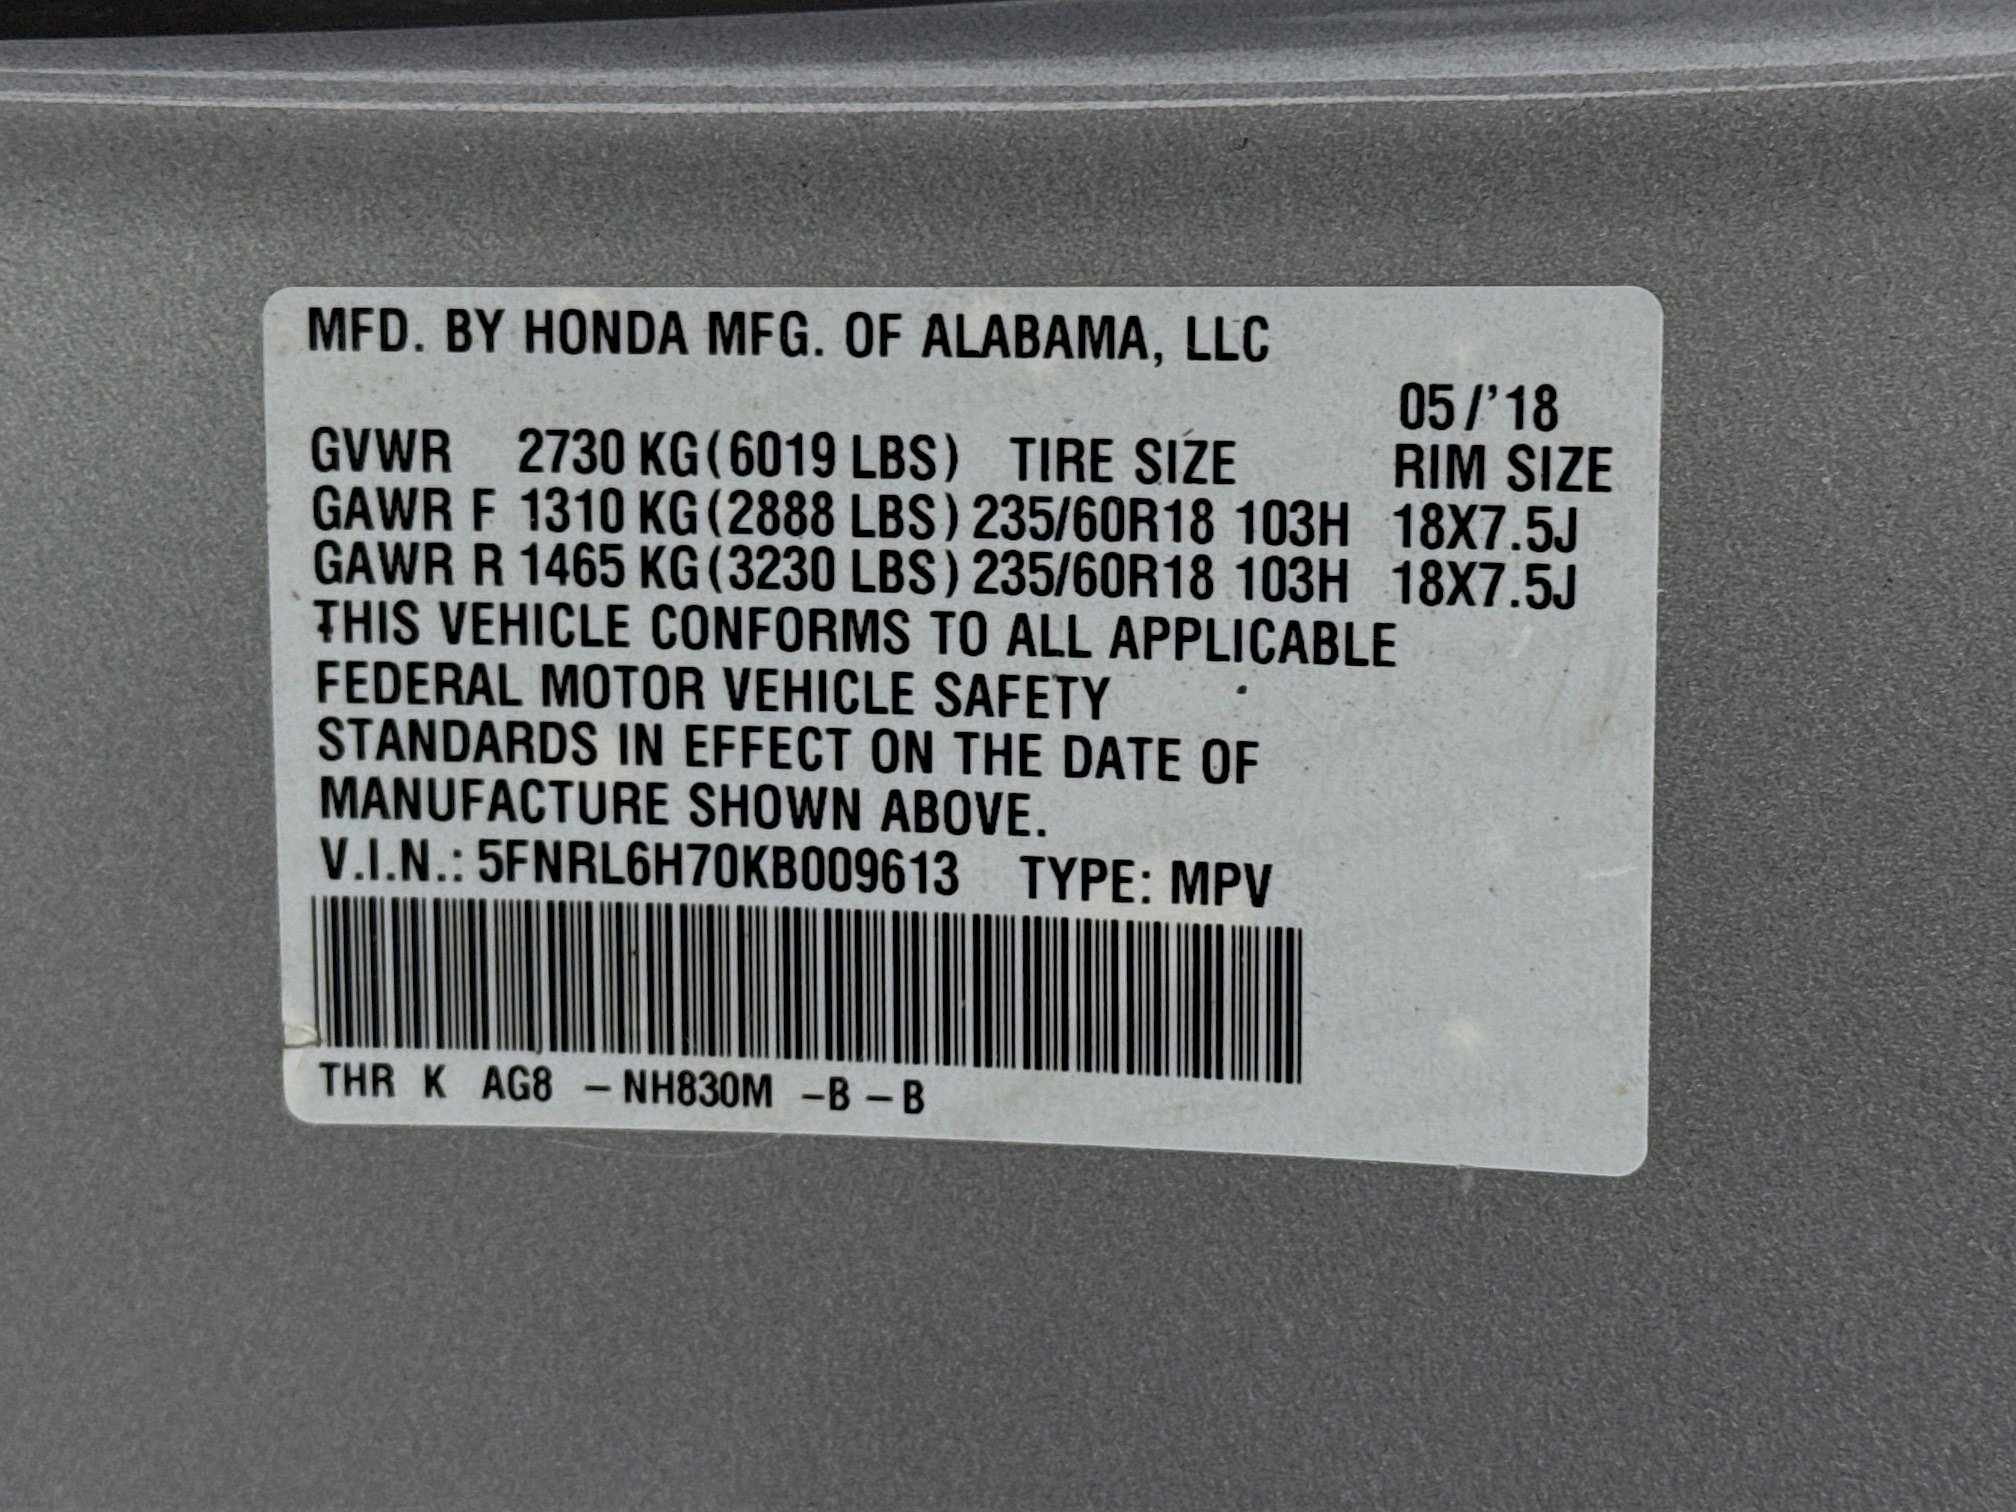 MFD. BY HONDA MFG. OF ALABAMA, LLC
05/'18
GVWR 2730 KG(6019 LBS) TIRE SIZE RIM SIZE
GAWR F 1310 KG(2888 LBS) 235/60R18 103H 18X7.5J
GAWR R 1465 KG(3230 LBS) 235/60R18 103H 18X7.5J
THIS VEHICLE CONFORMS TO ALL APPLICABLE
FEDERAL MOTOR VEHICLE SAFETY
STANDARDS IN EFFECT ON THE DATE OF
MANUFACTURE SHOWN ABOVE.
V.I.N.: 5FNRL6H70KB009613 TYPE: MPV
THR K AG8 –NH830M –B–B